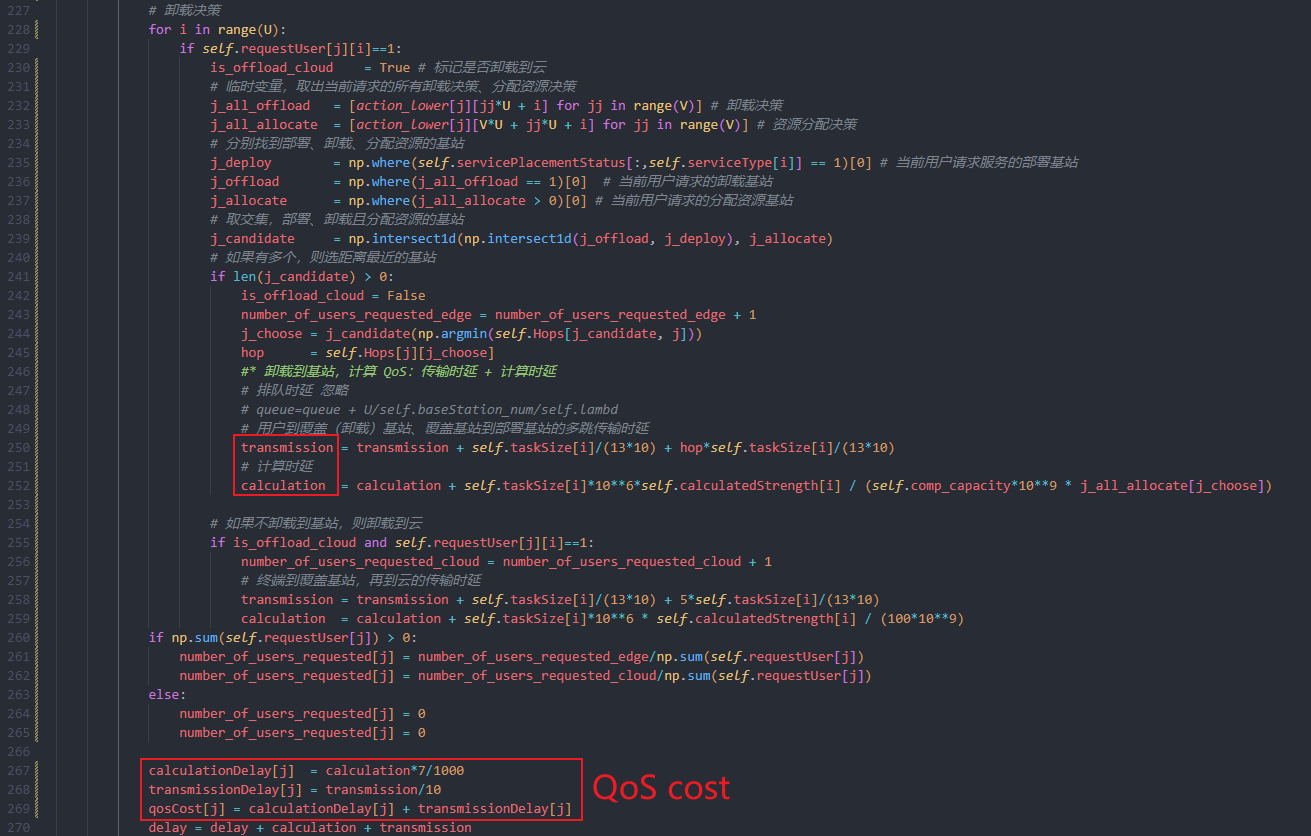 227 # 卸载决策
228 for i in range(U):
229 if self.requestUser[j][i]==1:
230 is_offload_cloud = True # 标记是否卸载到云
231 # 临时变量，取出当前请求的所有卸载决策、分配资源决策
232 j_all_offload = [action_lower[j][jj*U + i] for jj in range(V)] # 卸载决策
233 j_all_allocate = [action_lower[j][V*U + jj*U + i] for jj in range(V)] # 资源分配决策
234 # 分别找到部署、卸载、分配资源的基站
235 j_deploy = np.where(self.servicePlacementStatus[:,self.serviceType[i]] == 1)[0] # 当前用户请求服务的部署基站
236 j_offload = np.where(j_all_offload == 1)[0] # 当前用户请求的卸载基站
237 j_allocate = np.where(j_all_allocate > 0)[0] # 当前用户请求的分配资源基站
238 # 取交集，部署、卸载且分配资源的基站
239 j_candidate = np.intersect1d(np.intersect1d(j_offload, j_deploy), j_allocate)
240 # 如果有多个，则选距离最近的基站
241 if len(j_candidate) > 0:
242 is_offload_cloud = False
243 number_of_users_requested_edge = number_of_users_requested_edge + 1
244 j_choose = j_candidate(np.argmin(self.Hops[j_candidate, j]))
245 hop = self.Hops[j][j_choose]
246 #* 卸载到基站，计算 QoS：传输时延 + 计算时延
247 # 排队时延 忽略
248 # queue=queue + U/self.baseStation_num/self.lambd
249 # 用户到覆盖（卸载）基站、覆盖基站到部署基站的多跳传输时延
250 transmission = transmission + self.taskSize[i]/(13*10) + hop*self.taskSize[i]/(13*10)
251 # 计算时延
252 calculation = calculation + self.taskSize[i]*10**6*self.calculatedStrength[i] / (self.comp_capacity*10**9 * j_all_allocate[j_choose])
253
254 # 如果不卸载到基站，则卸载到云
255 if is_offload_cloud and self.requestUser[j][i]==1:
256 number_of_users_requested_cloud = number_of_users_requested_cloud + 1
257 # 终端到覆盖基站，再到云的传输时延
258 transmission = transmission + self.taskSize[i]/(13*10) + 5*self.taskSize[i]/(13*10)
259 calculation = calculation + self.taskSize[i]*10**6 * self.calculatedStrength[i] / (100*10**9)
260 if np.sum(self.requestUser[j]) > 0:
261 number_of_users_requested[j] = number_of_users_requested_edge/np.sum(self.requestUser[j])
262 number_of_users_requested[j] = number_of_users_requested_cloud/np.sum(self.requestUser[j])
263 else:
264 number_of_users_requested[j] = 0
265 number_of_users_requested[j] = 0
266
267 calculationDelay[j] = calculation*7/1000
268 transmissionDelay[j] = transmission/10
269 qosCost[j] = calculationDelay[j] + transmissionDelay[j]
QoS cost
270 delay = delay + calculation + transmission